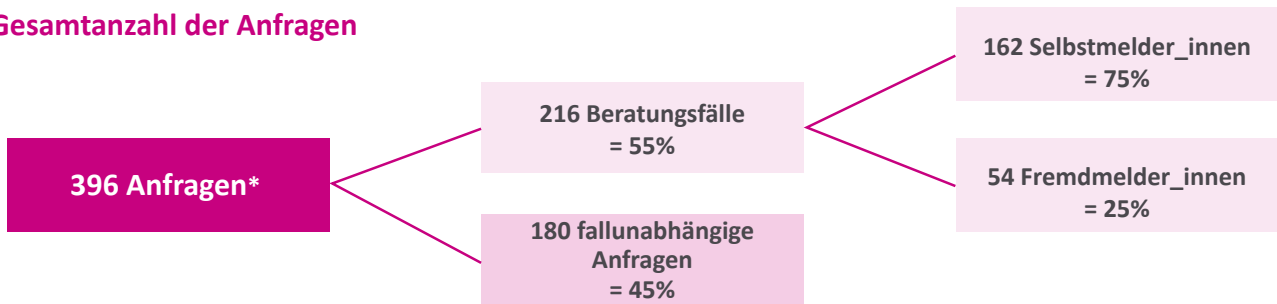 Gesamtanzahl der Anfragen
396 Anfragen*
216 Beratungsfälle
= 55%
180 fallunabhängige
Anfragen
= 45%
162 Selbstmelder_innen
= 75%
54 Fremdmelder_innen
= 25%